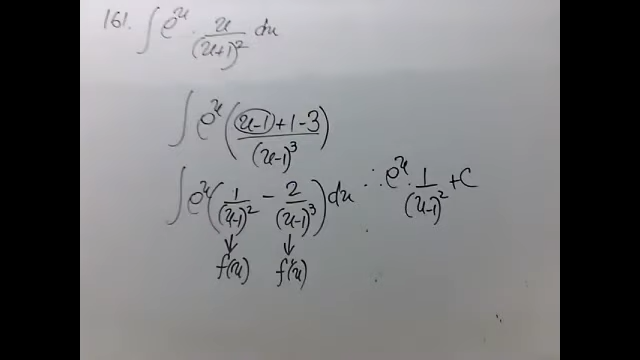 161. ∫ e^x · x/(x+1)^2 dx
∫ e^x ( (x-1)+1-3 / (x-1)^3 )
∫ e^x ( 1/(x-1)^2 - 2/(x-1)^3 ) dx ∴ e^x · 1/(x-1)^2 + C
↓ ↓
f(x) f'(x)